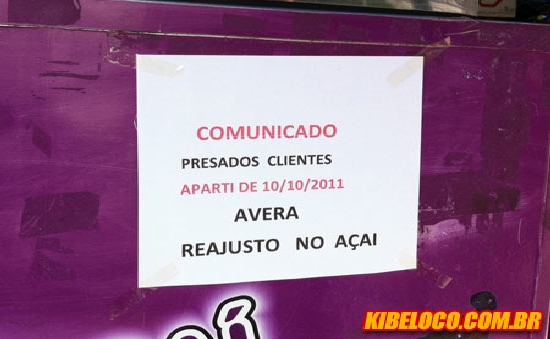 COMUNICADO
PRESADOS CLIENTES
APARTI DE 10/10/2011
AVERA
REAJUSTO NO AÇAI
KIBELOCO.COM.BR